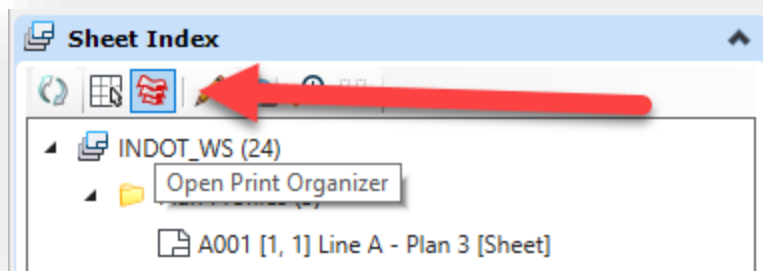 Sheet Index
INDOT_WS (24)
Open Print Organizer
A001 [1, 1] Line A - Plan 3 [Sheet]